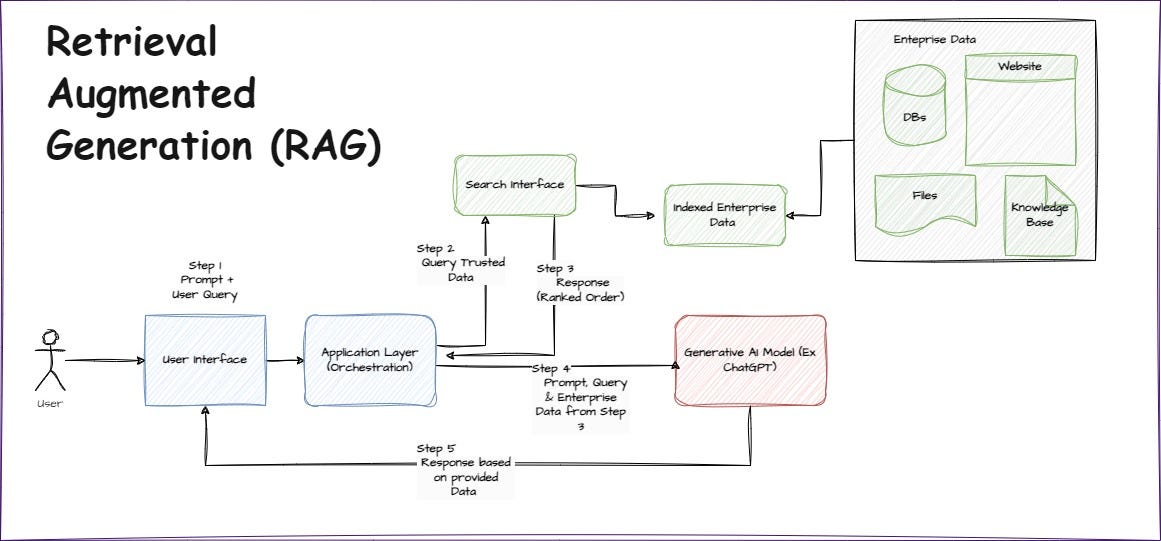 Retrieval
Augmented
Generation (RAG)
Enteprise Data
Website
DBs
Files
Knowledge
Base
Search Interface
Indexed Enterprise
Data
Step 2
Query Trusted
Data
Step 3
Response
(Ranked Order)
Step 1
Prompt +
User Query
User
User Interface
Application Layer
(Orchestration)
Generative AI Model (Ex
ChatGPT)
Step 4
Prompt, Query
& Enterprise
Data from Step
3
Step 5
Response based
on provided
Data